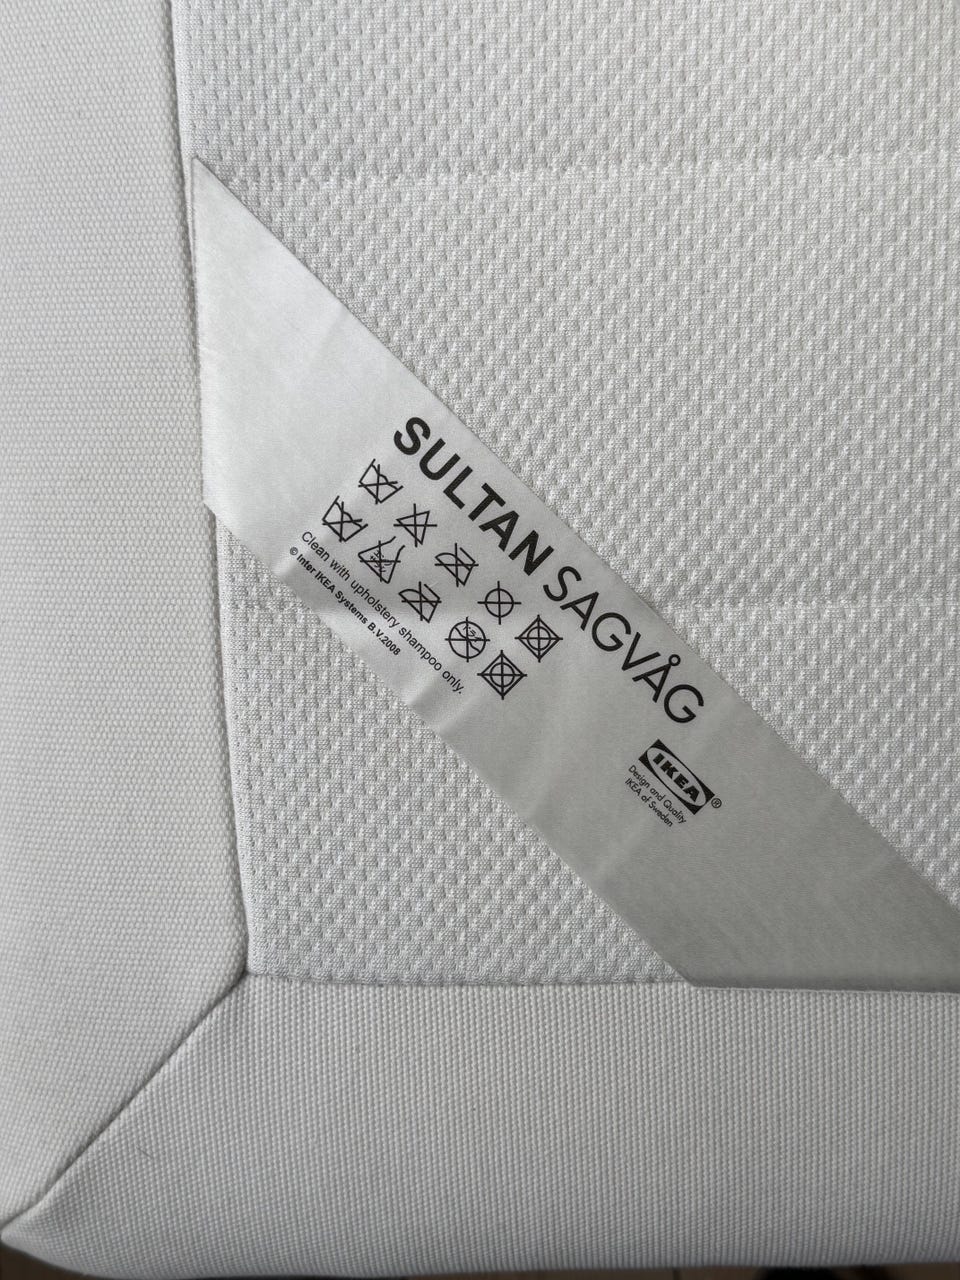 SULTAN SAGVÅG
Clean with upholstery shampoo only.
© Inter IKEA Systems B.V.2008
IKEA®
Design and Quality
IKEA of Sweden